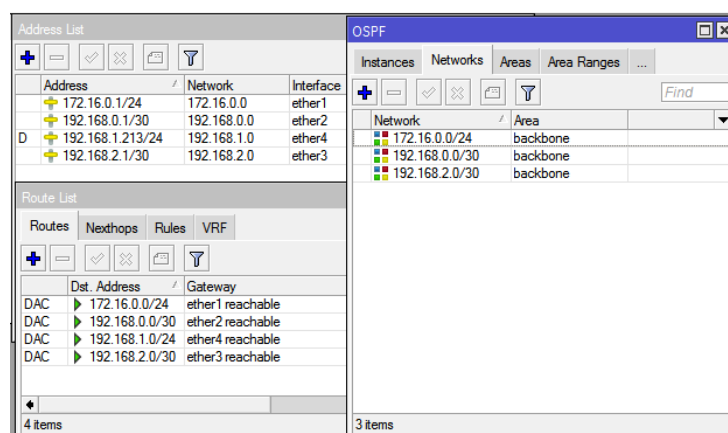 Address List
Address Network Interface
172.16.0.1/24 172.16.0.0 ether1
192.168.0.1/30 192.168.0.0 ether2
D 192.168.1.213/24 192.168.1.0 ether4
192.168.2.1/30 192.168.2.0 ether3
Route List
Routes Nexthops Rules VRF
Dst. Address Gateway
DAC 172.16.0.0/24 ether1 reachable
DAC 192.168.0.0/30 ether2 reachable
DAC 192.168.1.0/24 ether4 reachable
DAC 192.168.2.0/30 ether3 reachable
4 items
OSPF
Instances Networks Areas Area Ranges ...
Find
Network Area
172.16.0.0/24 backbone
192.168.0.0/30 backbone
192.168.2.0/30 backbone
3 items